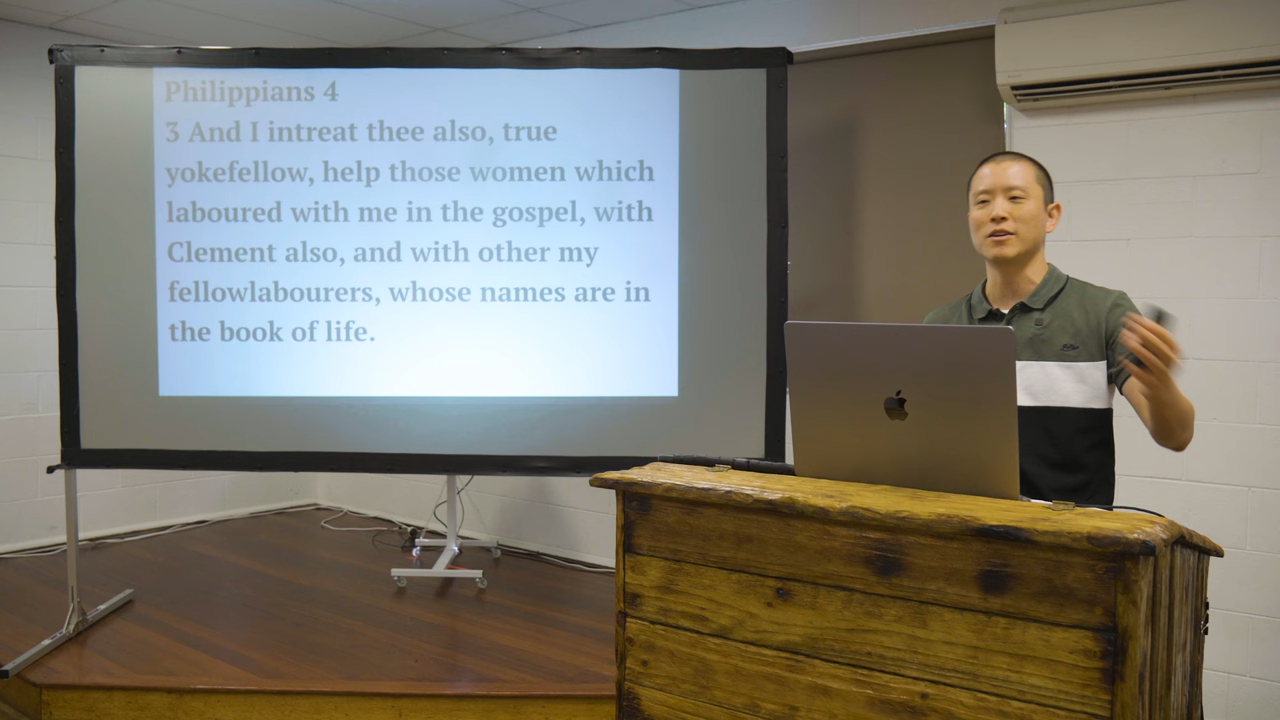 Philippians 4
3 And I intreat thee also, true
yokefellow, help those women which
laboured with me in the gospel, with
Clement also, and with other my
fellowlabourers, whose names are in
the book of life.